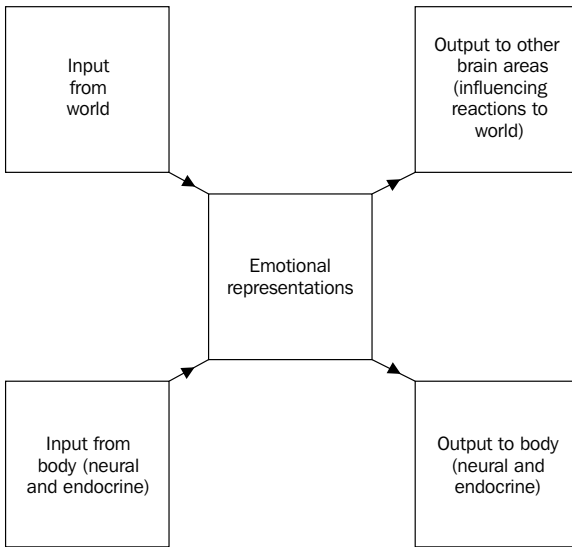 Input
from
world
Output to other
brain areas
(influencing
reactions to
world)
Emotional
representations
Input from
body (neural
and endocrine)
Output to body
(neural and
endocrine)